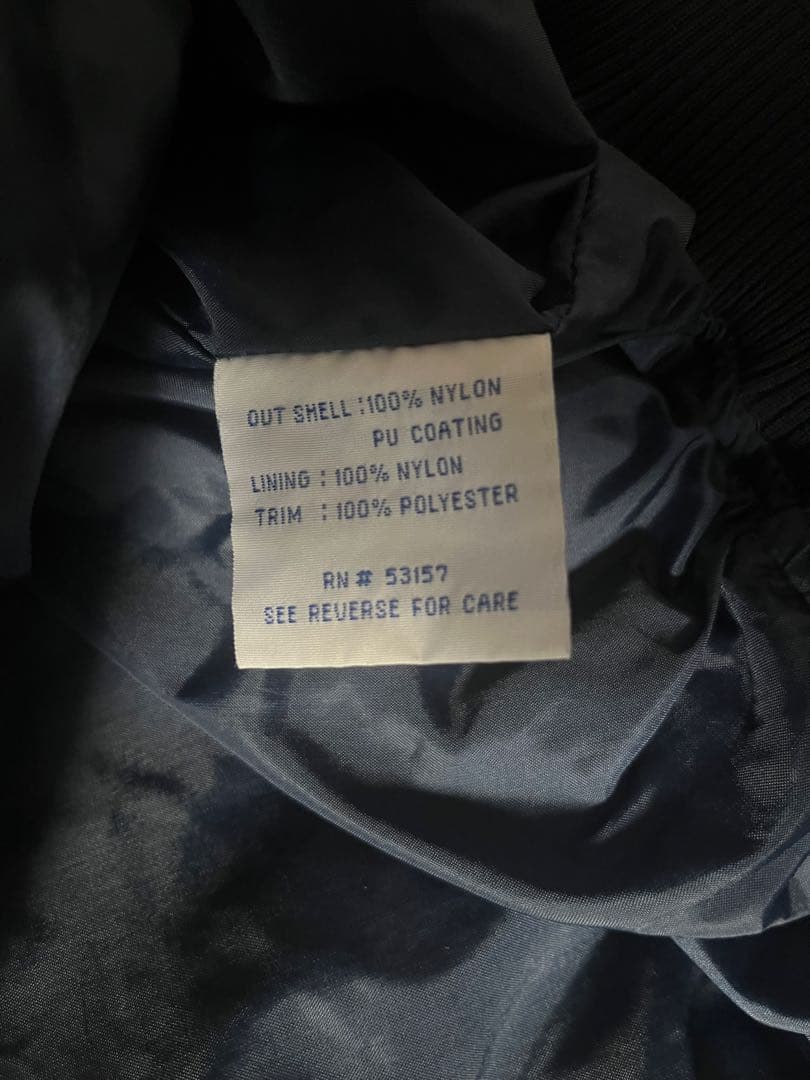 OUT SHELL : 100% NYLON
PU COATING
LINING : 100% NYLON
TRIM : 100% POLYESTER
RN # 53157
SEE REVERSE FOR CARE